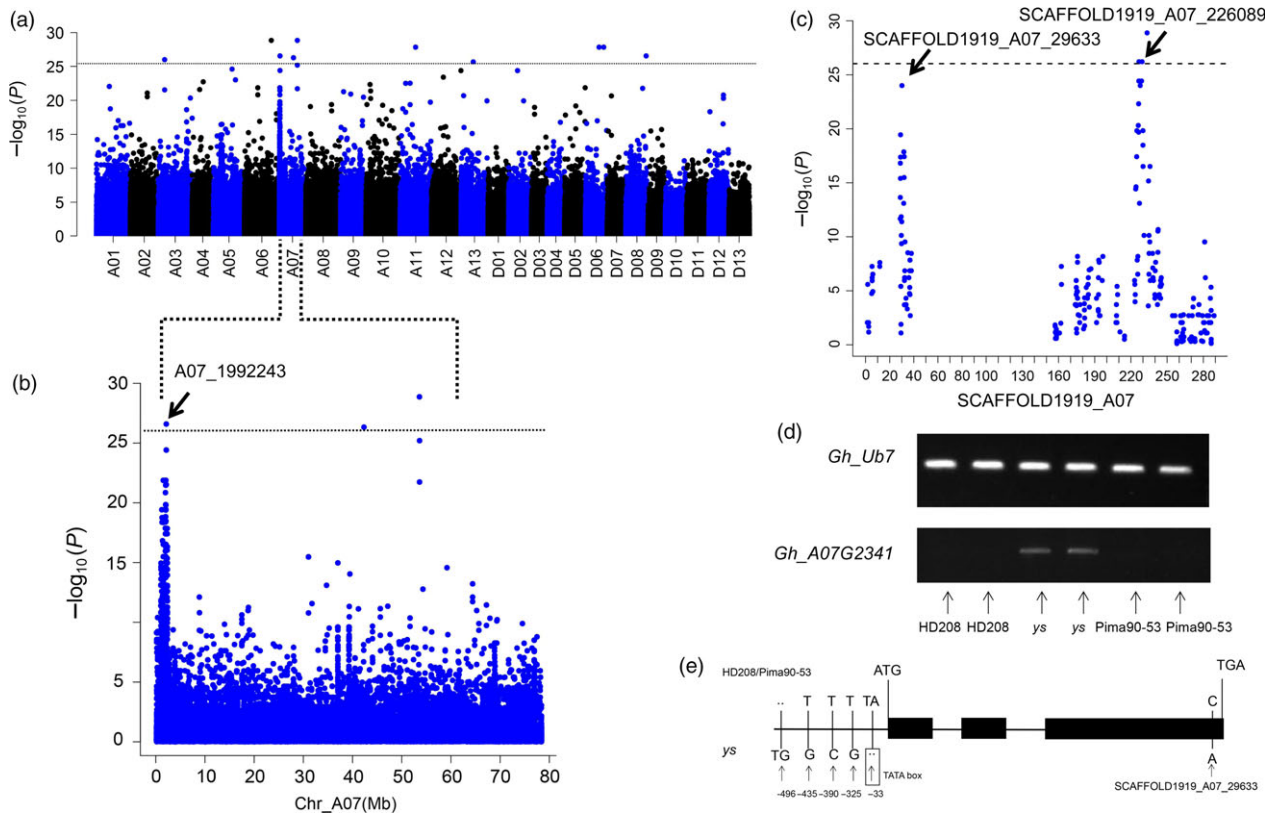 (a)
30
25
20
15
10
5
0
−log10(P)
A01 A02 A03 A04 A05 A06 A07 A08 A09 A10 A11 A12 A13 D01 D02 D03 D04 D05 D06 D07 D08 D09 D10 D11 D12 D13
(b)
A07_1992243
30
25
20
15
10
5
0
−log10(P)
0 10 20 30 40 50 60 70 80
Chr_A07(Mb)
(c)
SCAFFOLD1919_A07_226089
SCAFFOLD1919_A07_29633
30
25
20
15
10
5
0
−log10(P)
0 20 40 60 80 100 130 160 190 220 250 280
SCAFFOLD1919_A07
(d)
Gh_Ub7
Gh_A07G2341
HD208 HD208 ys ys Pima90-53 Pima90-53
(e)
HD208/Pima90-53
ATG
TGA
.. T T T TA
C
ys
TG G C G ..
A
TATA box
-496 -435 -390 -325 -33
SCAFFOLD1919_A07_29633